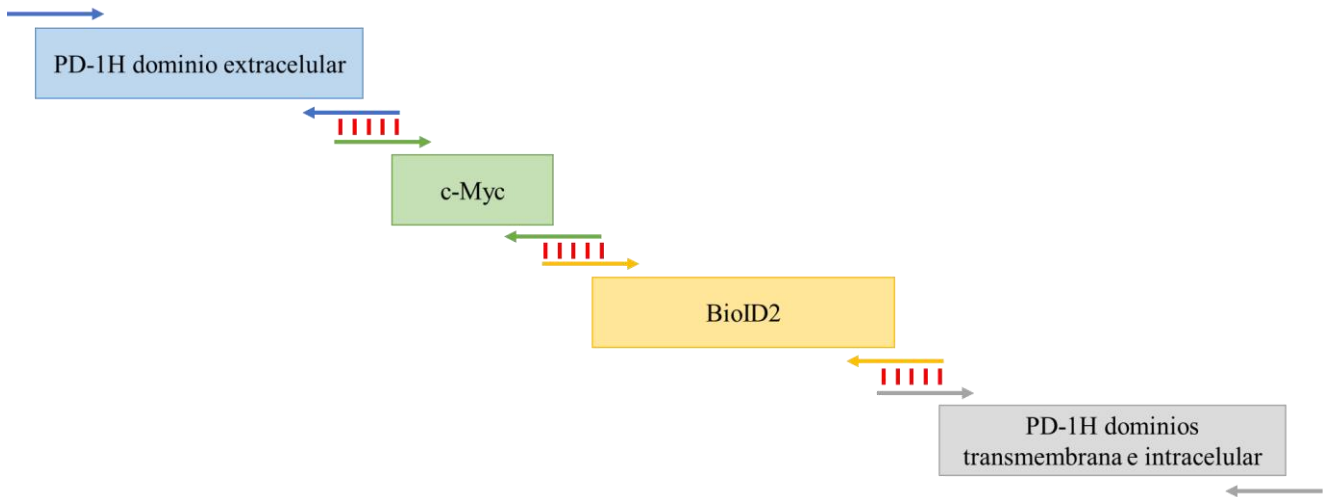 PD-1H dominio extracelular
c-Myc
BioID2
PD-1H dominios
transmembrana e intracelular